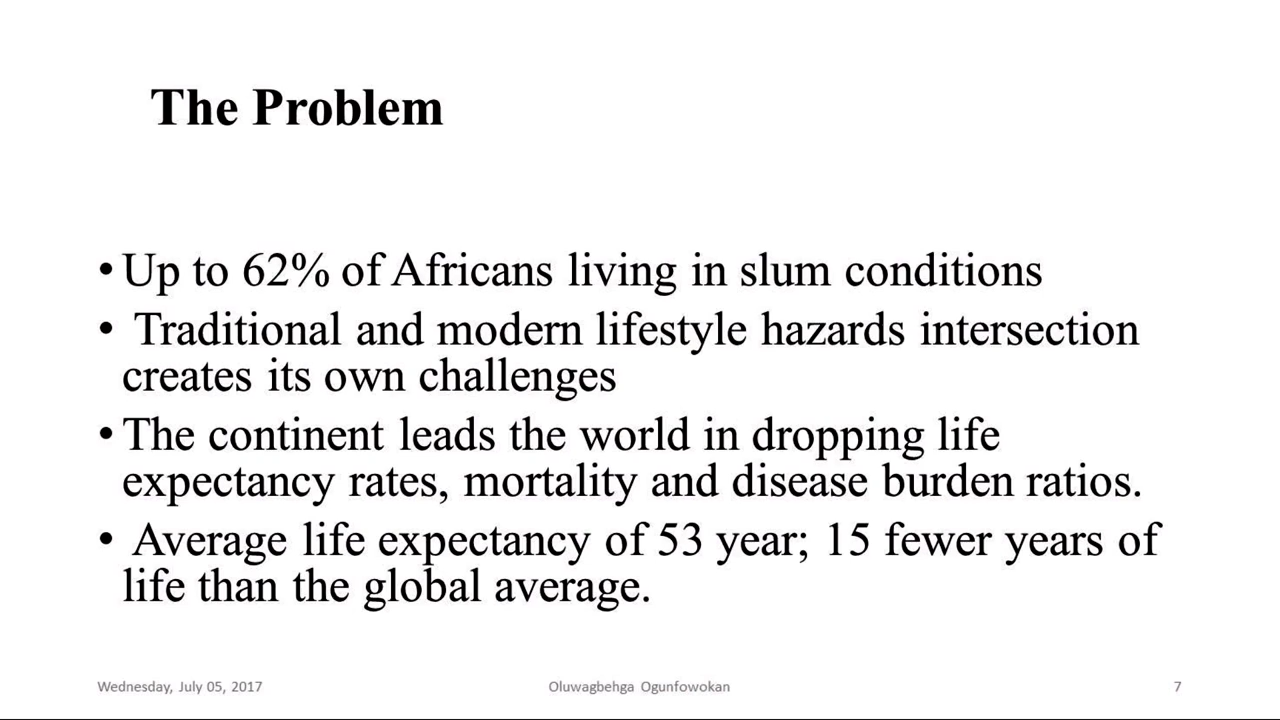 The Problem
• Up to 62% of Africans living in slum conditions
• Traditional and modern lifestyle hazards intersection
creates its own challenges
• The continent leads the world in dropping life
expectancy rates, mortality and disease burden ratios.
• Average life expectancy of 53 year; 15 fewer years of
life than the global average.
Wednesday, July 05, 2017
Oluwagbehga Ogunfowokan
7